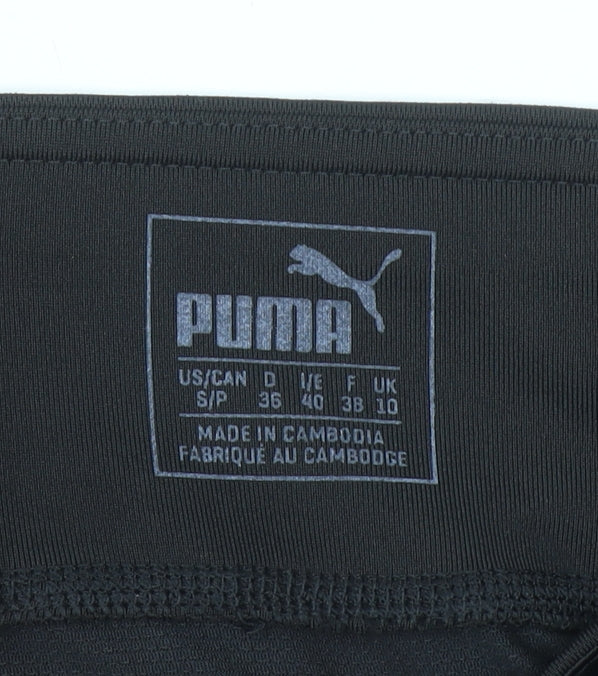 PUMA
US/CAN D I/E F UK
S/P 36 40 38 10
MADE IN CAMBODIA
FABRIQUÉ AU CAMBODGE